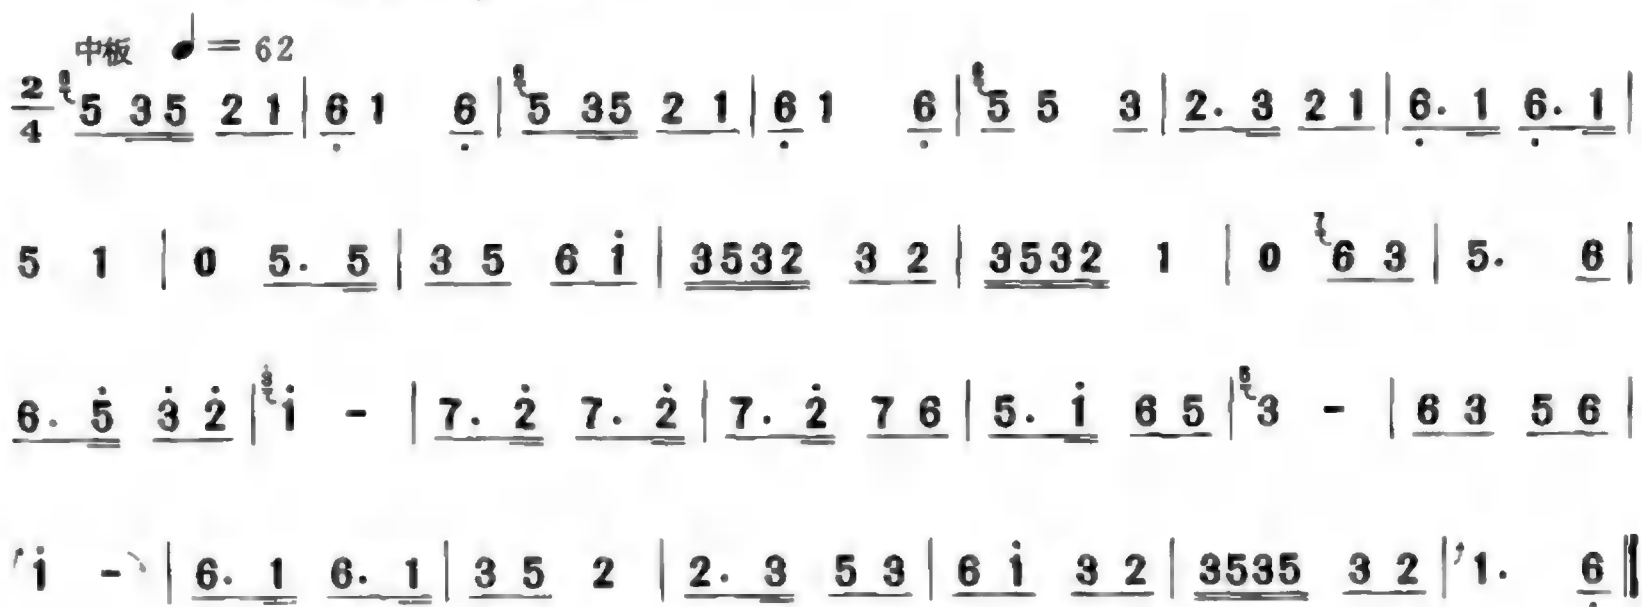 中板 ♩= 62
2/4 5 35 2 1 | 6̣ 1 6̣ | 5 35 2 1 | 6̣ 1 6̣ | 5 5 3 | 2. 3 2 1 | 6̣. 1 6̣. 1 |
5 1 | 0 5. 5 | 3 5 6 i | 3532 3 2 | 3532 1 | 0 6 3 | 5. 6 |
6. 5̇ 3̇ 2̇ | i - | 7. 2̇ 7. 2̇ | 7. 2̇ 7 6 | 5. i 6 5 | 3 - | 6 3 5 6 |
i - | 6. 1 6. 1 | 3 5 2 | 2. 3 5 3 | 6 i 3 2 | 3535 3 2 | 1. 6̣ ‖